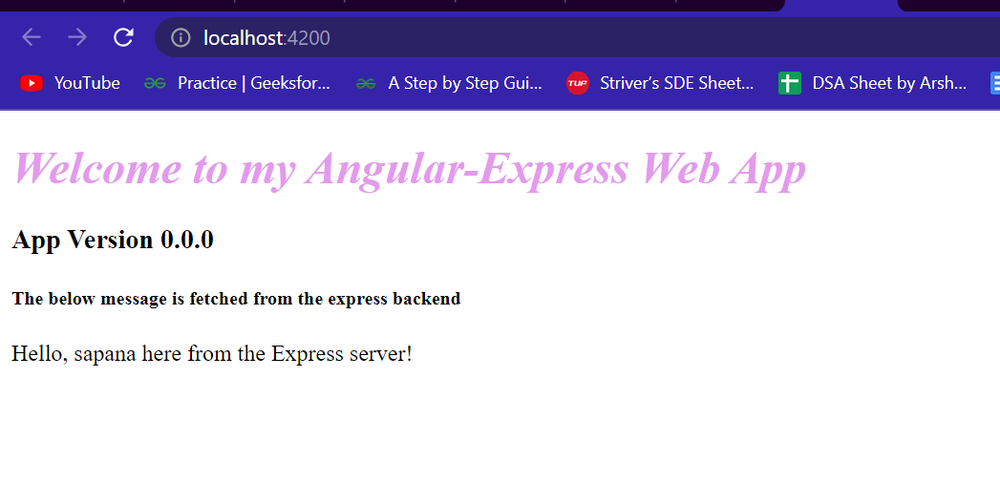 localhost:4200
YouTube Practice | Geeksfor... A Step by Step Gui... TUF Striver's SDE Sheet... DSA Sheet by Arsh...
Welcome to my Angular-Express Web App
App Version 0.0.0
The below message is fetched from the express backend
Hello, sapana here from the Express server!